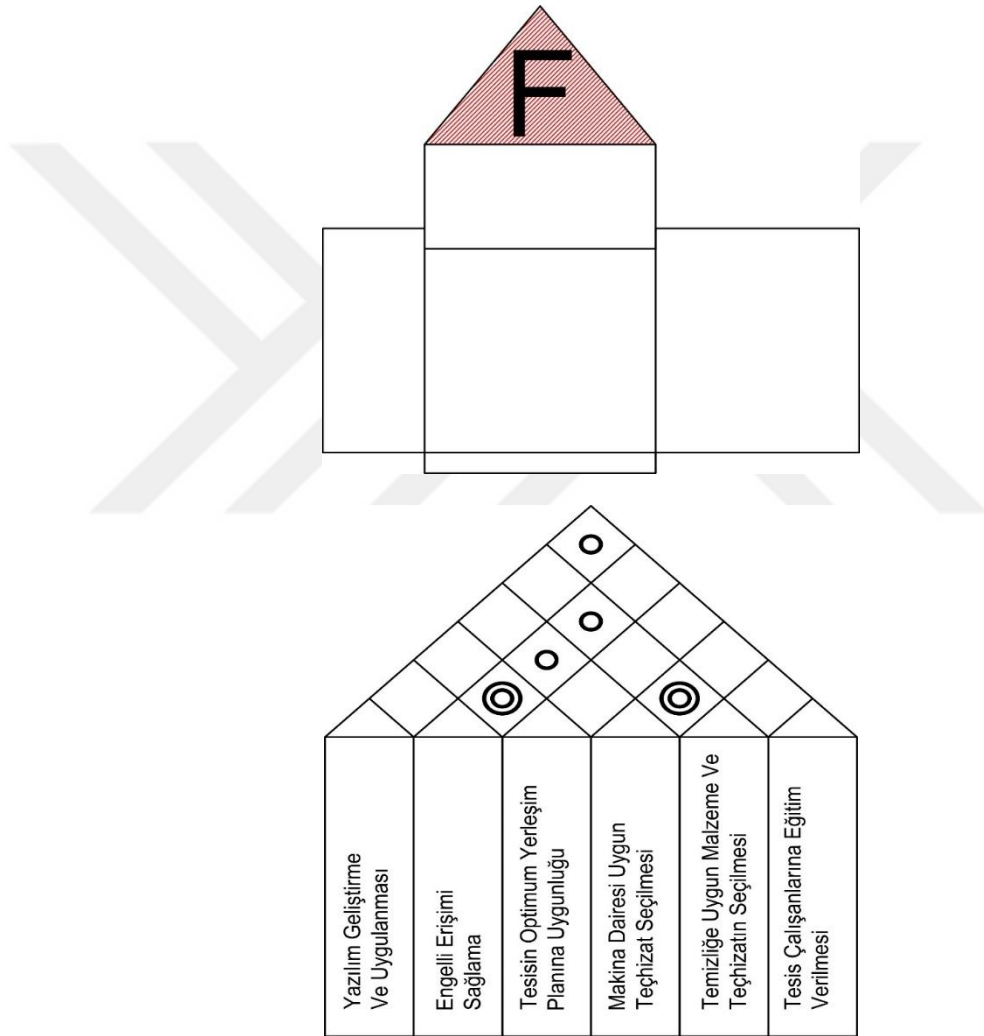 F
Yazılım Geliştirme
Ve Uygulanması
Engelli Erişimi
Sağlama
Tesisin Optimum Yerleşim
Planına Uygunluğu
Makina Dairesi Uygun
Teçhizat Seçilmesi
Temizliğe Uygun Malzeme Ve
Teçhizatın Seçilmesi
Tesis Çalışanlarına Eğitim
Verilmesi